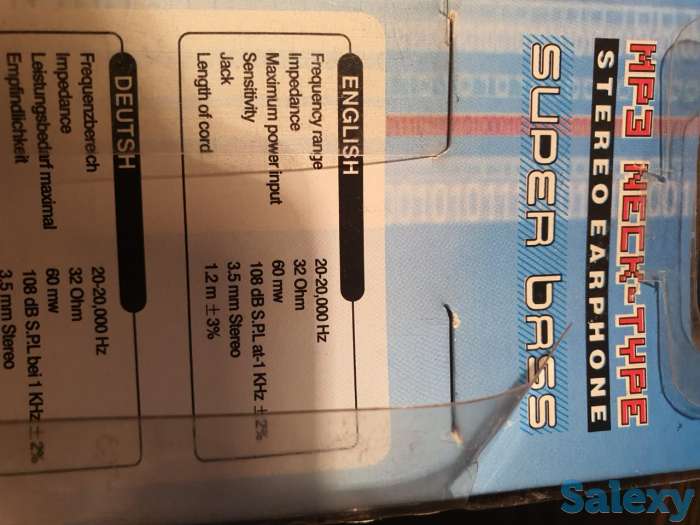 MP3 NECK-TYPE
STEREO EARPHONE
SUPER bASS
ENGLISH
Frequency range 20-20,000 Hz
Impedance 32 Ohm
Maximum power input 60 mw
Sensitivity 108 dB S.P.L at-1 KHz ± 2%
Jack 3.5 mm Stereo
Length of cord 1.2 m ± 3%
DEUTSH
Frequenzbereich 20-20,000 Hz
Impedance 32 Ohm
Leistungsbedarf maximal 60 mw
Empfindlichkeit 108 dB S.P.L bei 1 KHz ± 2%
3.5 mm Stereo
Salexy